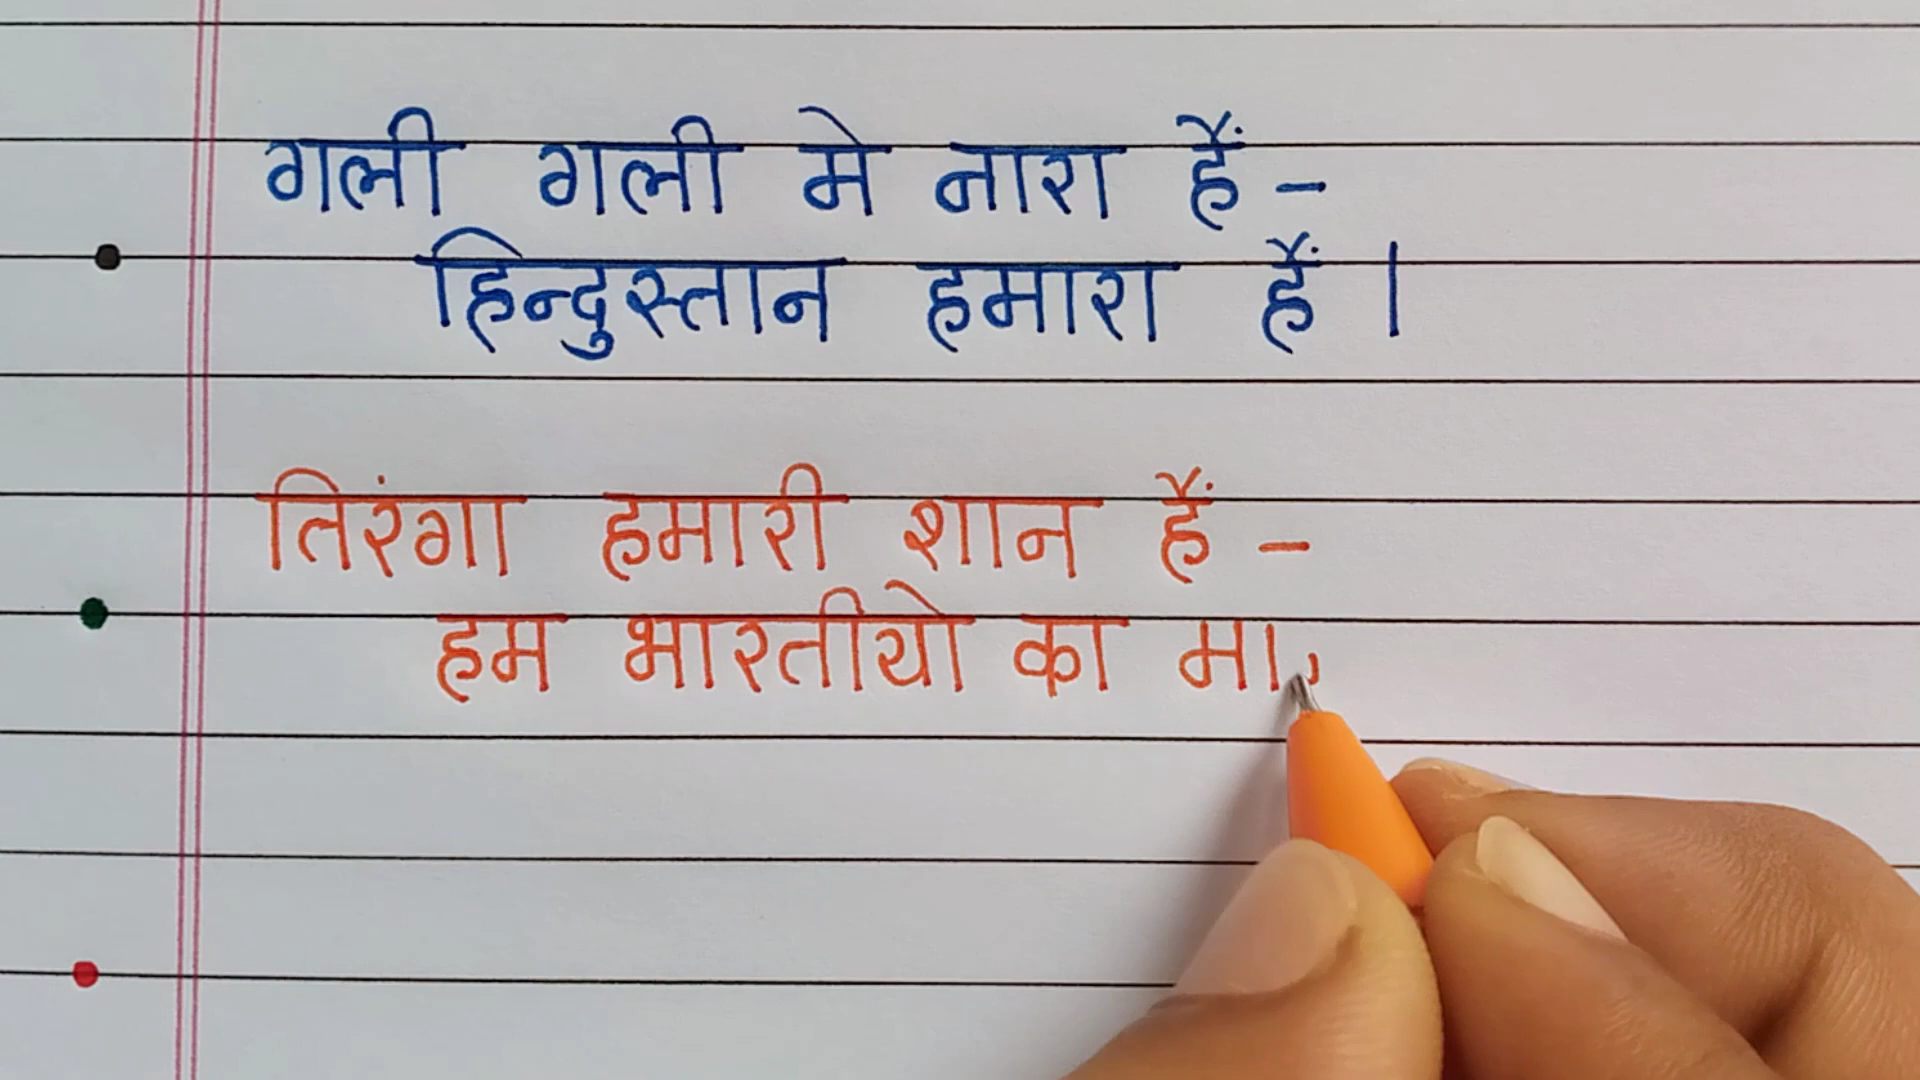 गली गली मे नारा हैं -
हिन्दुस्तान हमारा हैं ।
तिरंगा हमारी शान हैं -
हम भारतीयो का